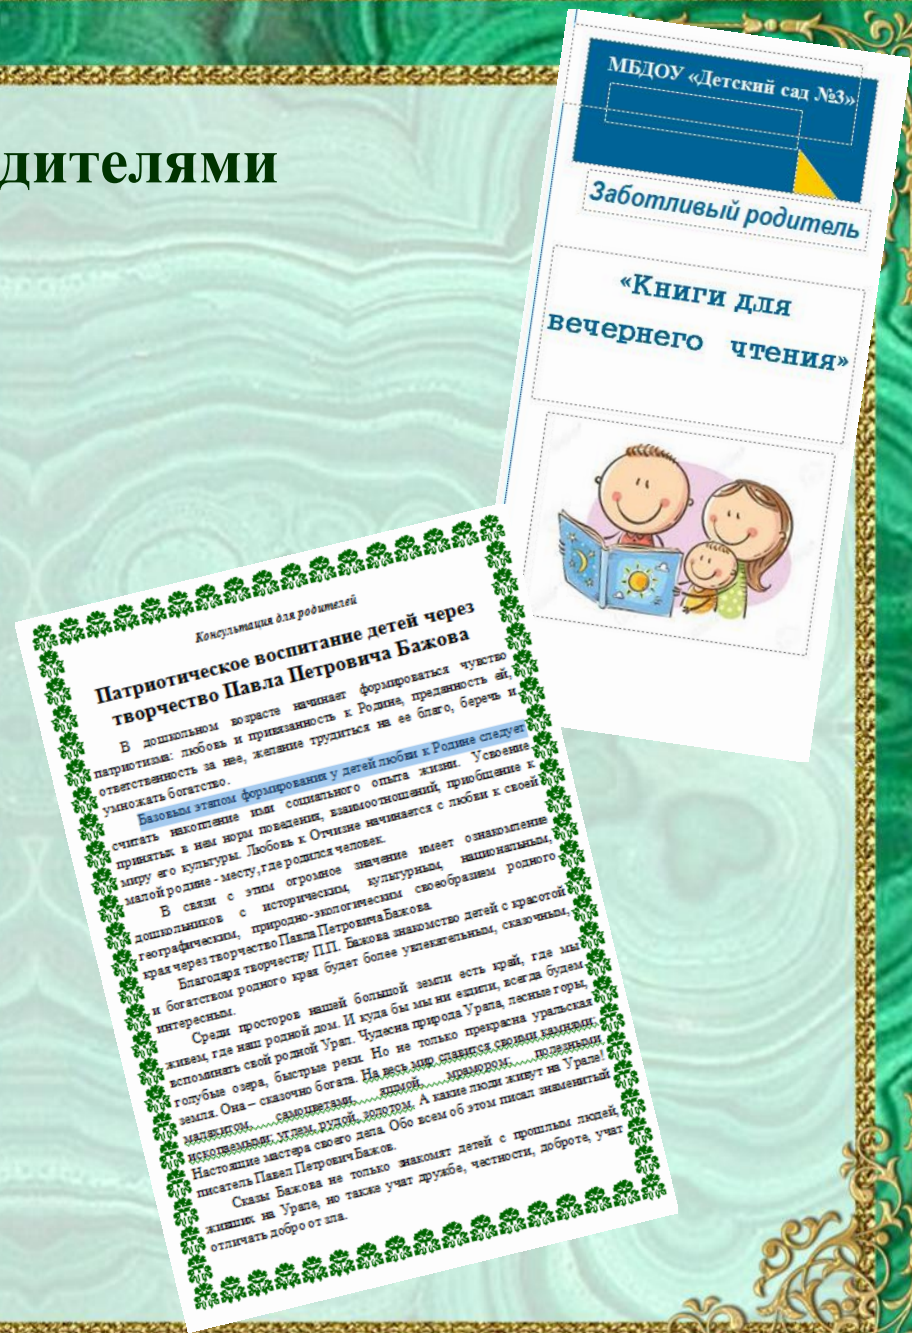 дителями
МБДОУ «Детский сад №3»
Заботливый родитель
«Книги для
вечернего чтения»
Консультация для родителей
Патриотическое воспитание детей через
творчество Павла Петровича Бажова
В дошкольном возрасте начинает формироваться чувство
патриотизма: любовь и привязанность к Родине, преданность ей,
ответственность за нее, желание трудиться на ее благо, беречь и
умножать богатство.
Базовым этапом формирования у детей любви к Родине следует
считать накопление ими социального опыта жизни. Усвоение
принятых в нем норм поведения, взаимоотношений, приобщение к
миру его культуры. Любовь к Отчизне начинается с любви к своей
малой родине - месту, где родился человек.
В связи с этим огромное значение имеет ознакомление
дошкольников с историческим, культурным, национальным,
географическим, природно-экологическим своеобразием родного
края через творчество Павла Петровича Бажова.
Благодаря творчеству П.П. Бажова знакомство детей с красотой
и богатством родного края будет более увлекательным, сказочным,
интересным.
Среди просторов нашей большой земли есть край, где мы
живем, где наш родной дом. И куда бы мы ни ездили, всегда будем
вспоминать свой родной Урал. Чудесна природа Урала, лесные горы,
голубые озера, быстрые реки. Но не только прекрасна уральская
земля. Она – сказочно богата. На весь мир славится своими камнями:
малахитом, самоцветами, яшмой, мрамором; полезными
ископаемыми: углем, рудой, золотом. А какие люди живут на Урале!
Настоящие мастера своего дела. Обо всем об этом писал знаменитый
писатель Павел Петрович Бажов.
Сказы Бажова не только знакомят детей с прошлым людей,
живших на Урале, но также учат дружбе, честности, доброте, учат
отличать добро от зла.